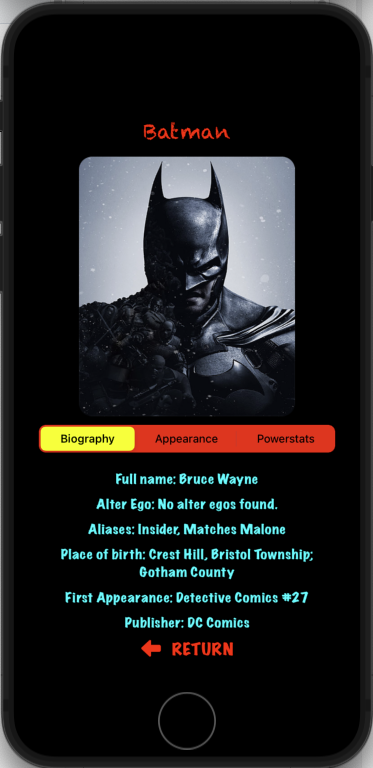 Batman
Biography
Appearance
Powerstats
Full name: Bruce Wayne
Alter Ego: No alter egos found.
Aliases: Insider, Matches Malone
Place of birth: Crest Hill, Bristol Township;
Gotham County
First Appearance: Detective Comics #27
Publisher: DC Comics
RETURN